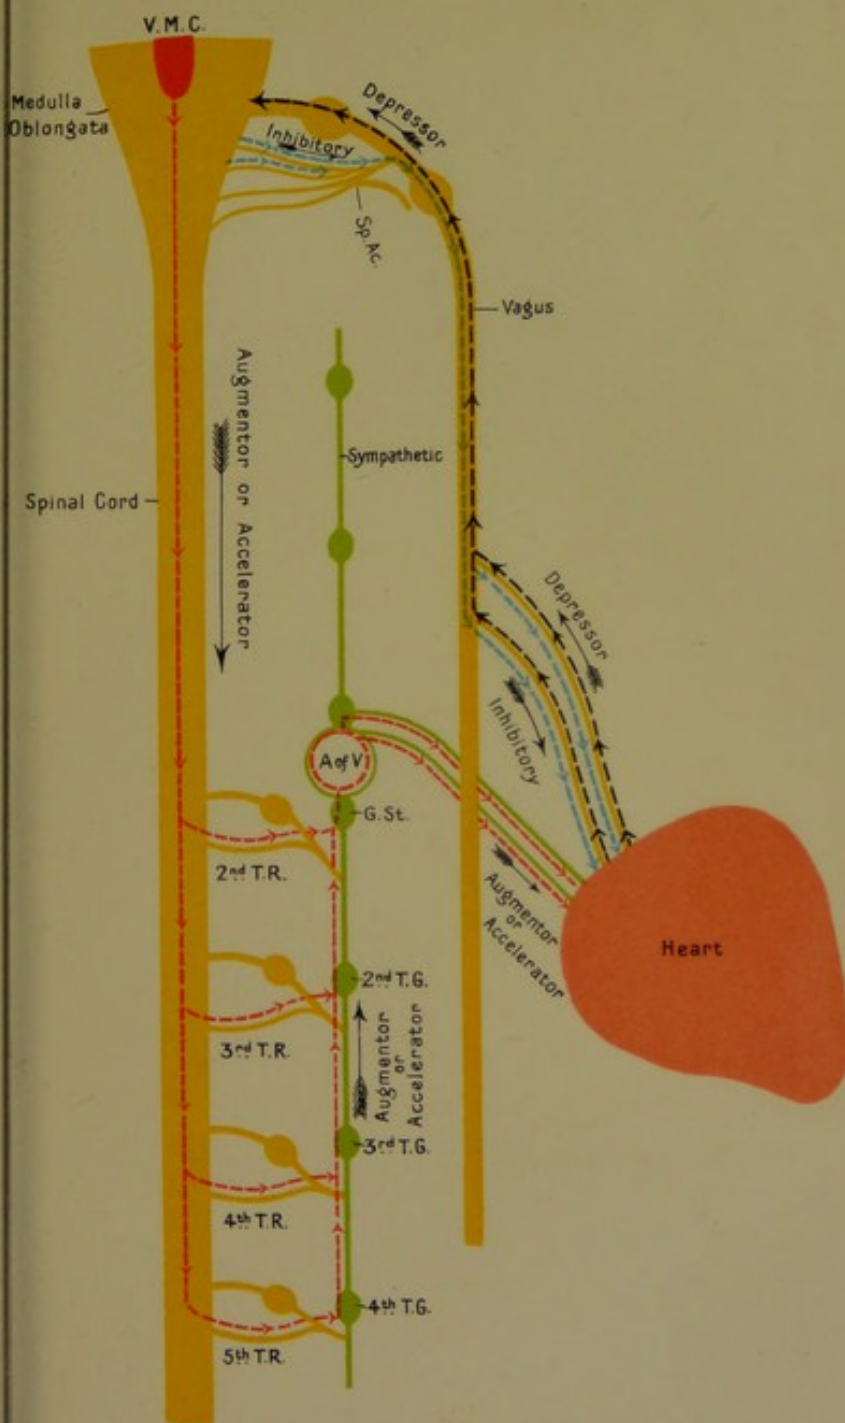 V.M.C.
Medulla
Oblongata
Depressor
Inhibitory
Sp.Ac.
Vagus
Augmentor or Accelerator
Sympathetic
Spinal Cord
Depressor
Inhibitory
A of V
G.St.
2nd T.R.
Augmentor
or
Accelerator
Heart
2nd T.G.
3rd T.R.
Augmentor
or
Accelerator
3rd T.G.
4th T.R.
4th T.G.
5th T.R.